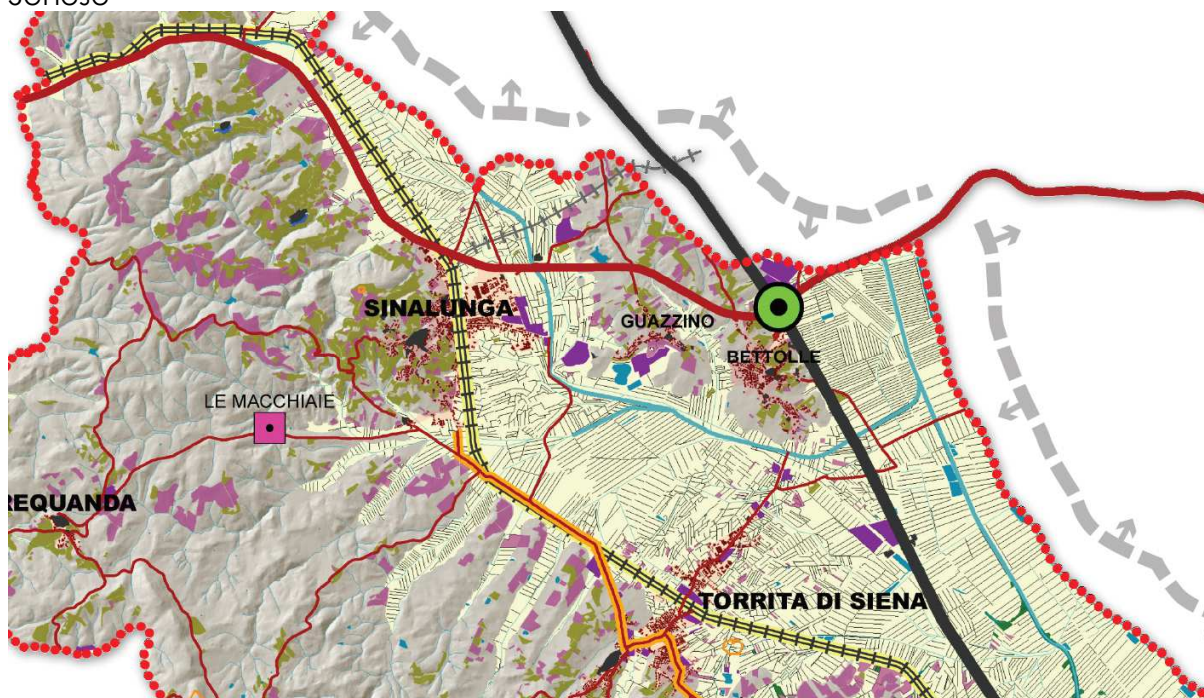 SINALUNGA
GUAZZINO
BETTOLLE
LE MACCHIAIE
REQUANDA
TORRITA DI SIENA